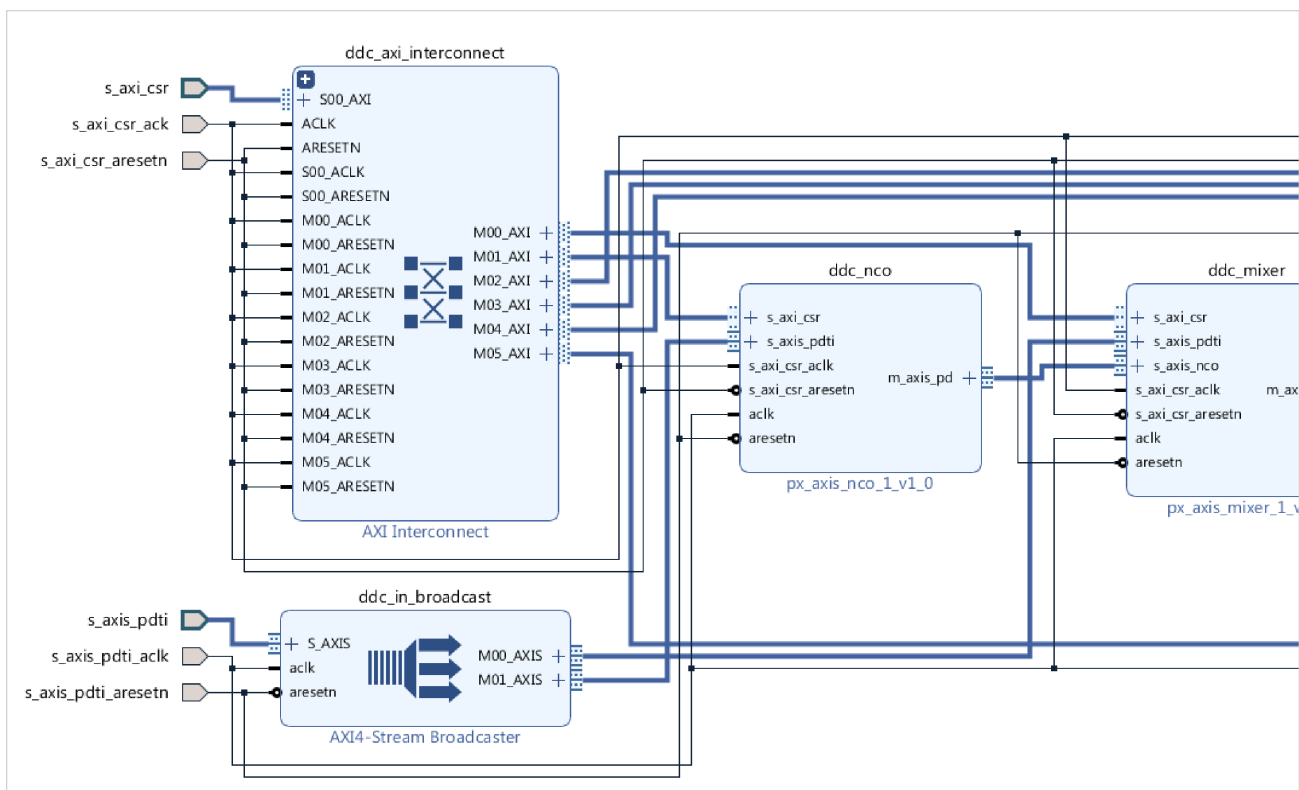 ddc_axi_interconnect
s_axi_csr
s_axi_csr_ack
s_axi_csr_aresetn
S00_AXI
ACLK
ARESETN
S00_ACLK
S00_ARESETN
M00_ACLK
M00_ARESETN
M01_ACLK
M01_ARESETN
M02_ACLK
M02_ARESETN
M03_ACLK
M03_ARESETN
M04_ACLK
M04_ARESETN
M05_ACLK
M05_ARESETN
M00_AXI
M01_AXI
M02_AXI
M03_AXI
M04_AXI
M05_AXI
AXI Interconnect
ddc_nco
s_axi_csr
s_axis_pdti
s_axi_csr_aclk
s_axi_csr_aresetn
aclk
aresetn
m_axis_pd
px_axis_nco_1_v1_0
ddc_mixer
s_axi_csr
s_axis_pdti
s_axis_nco
s_axi_csr_aclk
s_axi_csr_aresetn
aclk
aresetn
m_ax
px_axis_mixer_1_v
ddc_in_broadcast
s_axis_pdti
s_axis_pdti_aclk
s_axis_pdti_aresetn
S_AXIS
aclk
aresetn
M00_AXIS
M01_AXIS
AXI4-Stream Broadcaster